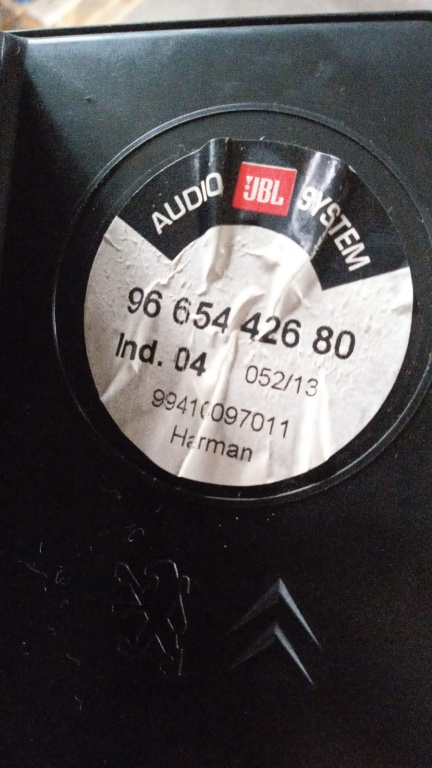 AUDIO JBL SYSTEM
96 654 426 80
Ind. 04 052/13
99410097011
Harman